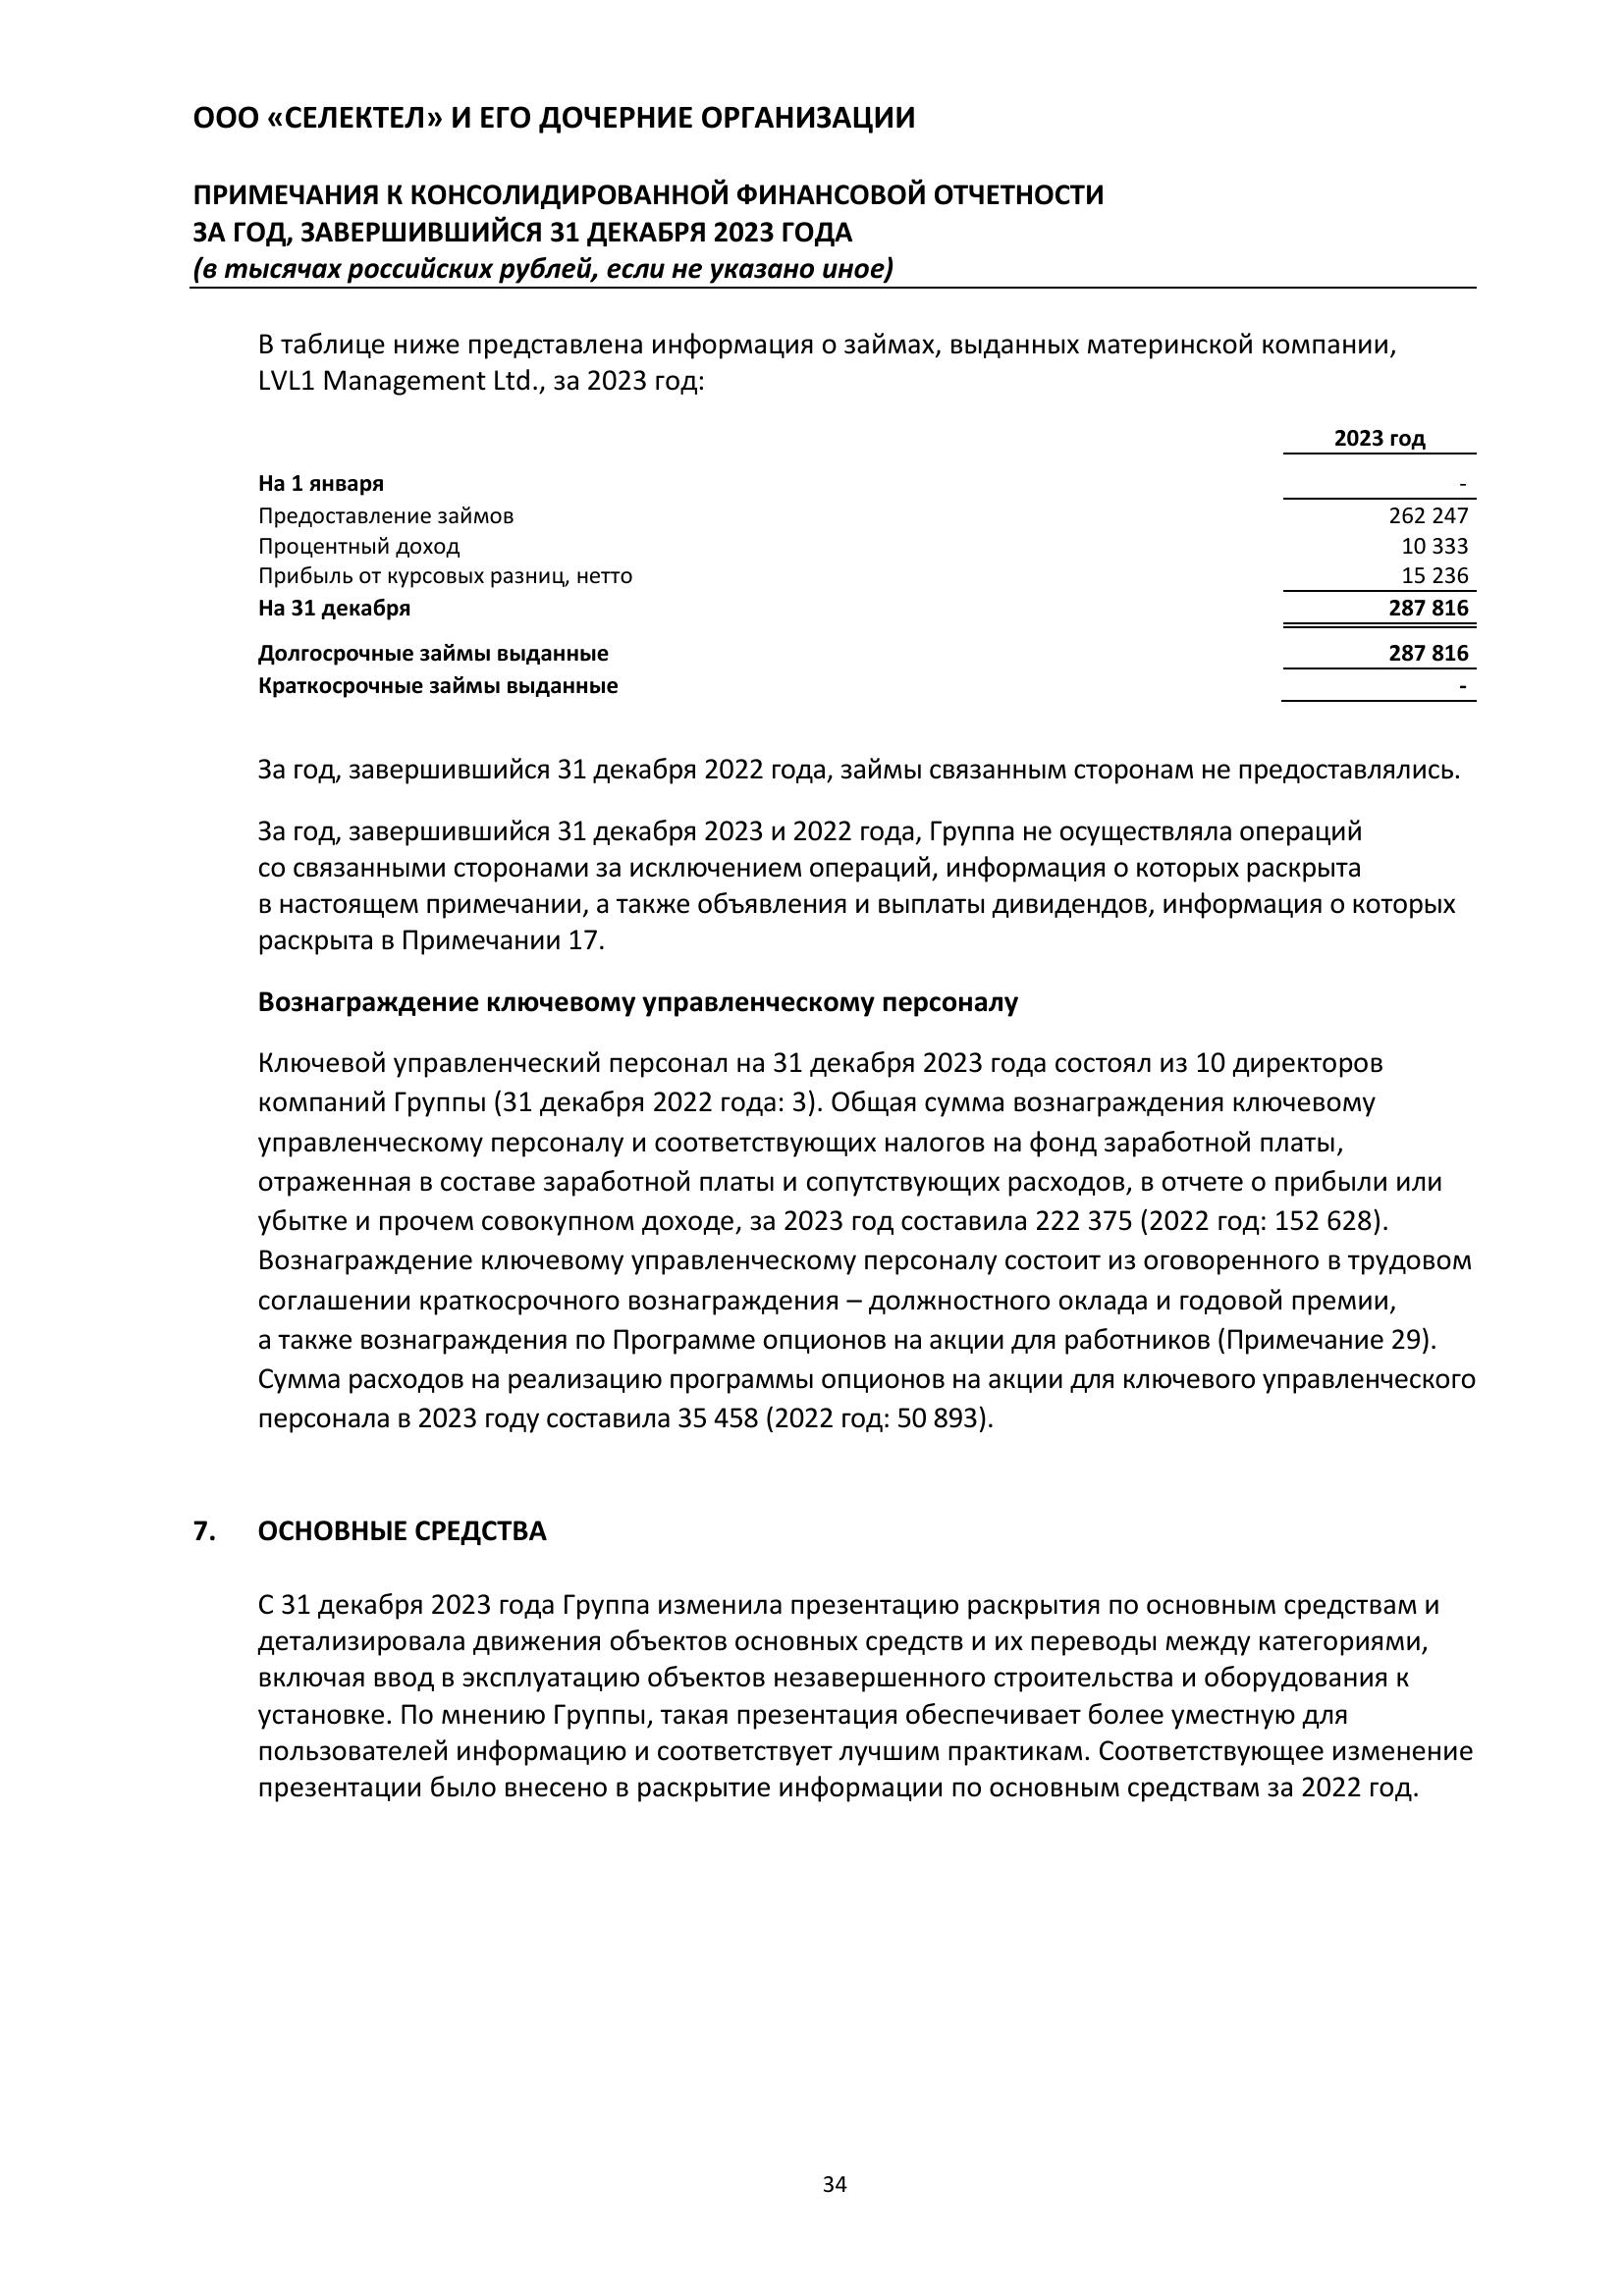 ООО «СЕЛЕКТЕЛ» И ЕГО ДОЧЕРНИЕ ОРГАНИЗАЦИИ
ПРИМЕЧАНИЯ К КОНСОЛИДИРОВАННОЙ ФИНАНСОВОЙ ОТЧЕТНОСТИ
ЗА ГОД, ЗАВЕРШИВШИЙСЯ 31 ДЕКАБРЯ 2023 ГОДА
(в тысячах российских рублей, если не указано иное)
В таблице ниже представлена информация о займах, выданных материнской компании,
LVL1 Management Ltd., за 2023 год:
2023 год
На 1 января -
Предоставление займов 262 247
Процентный доход 10 333
Прибыль от курсовых разниц, нетто 15 236
На 31 декабря 287 816
Долгосрочные займы выданные 287 816
Краткосрочные займы выданные -
За год, завершившийся 31 декабря 2022 года, займы связанным сторонам не предоставлялись.
За год, завершившийся 31 декабря 2023 и 2022 года, Группа не осуществляла операций
со связанными сторонами за исключением операций, информация о которых раскрыта
в настоящем примечании, а также объявления и выплаты дивидендов, информация о которых
раскрыта в Примечании 17.
Вознаграждение ключевому управленческому персоналу
Ключевой управленческий персонал на 31 декабря 2023 года состоял из 10 директоров
компаний Группы (31 декабря 2022 года: 3). Общая сумма вознаграждения ключевому
управленческому персоналу и соответствующих налогов на фонд заработной платы,
отраженная в составе заработной платы и сопутствующих расходов, в отчете о прибыли или
убытке и прочем совокупном доходе, за 2023 год составила 222 375 (2022 год: 152 628).
Вознаграждение ключевому управленческому персоналу состоит из оговоренного в трудовом
соглашении краткосрочного вознаграждения – должностного оклада и годовой премии,
а также вознаграждения по Программе опционов на акции для работников (Примечание 29).
Сумма расходов на реализацию программы опционов на акции для ключевого управленческого
персонала в 2023 году составила 35 458 (2022 год: 50 893).
7. ОСНОВНЫЕ СРЕДСТВА
С 31 декабря 2023 года Группа изменила презентацию раскрытия по основным средствам и
детализировала движения объектов основных средств и их переводы между категориями,
включая ввод в эксплуатацию объектов незавершенного строительства и оборудования к
установке. По мнению Группы, такая презентация обеспечивает более уместную для
пользователей информацию и соответствует лучшим практикам. Соответствующее изменение
презентации было внесено в раскрытие информации по основным средствам за 2022 год.
34